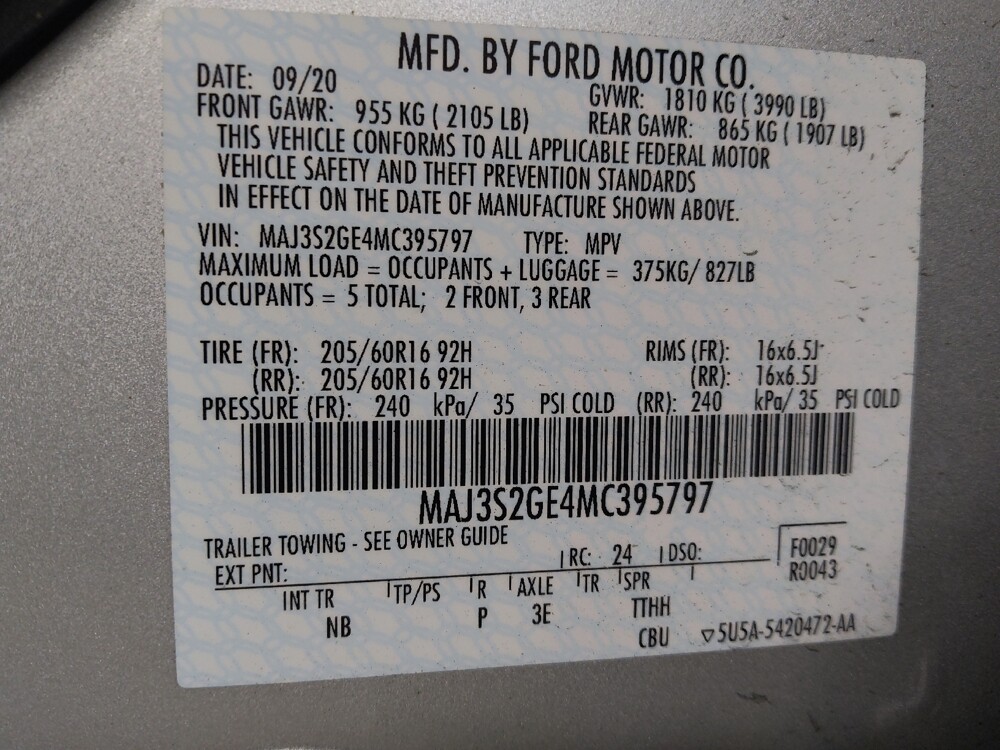 MFD. BY FORD MOTOR CO.
DATE: 09/20 GVWR: 1810 KG ( 3990 LB)
FRONT GAWR: 955 KG ( 2105 LB) REAR GAWR: 865 KG ( 1907 LB)
THIS VEHICLE CONFORMS TO ALL APPLICABLE FEDERAL MOTOR
VEHICLE SAFETY AND THEFT PREVENTION STANDARDS
IN EFFECT ON THE DATE OF MANUFACTURE SHOWN ABOVE.
VIN: MAJ3S2GE4MC395797 TYPE: MPV
MAXIMUM LOAD = OCCUPANTS + LUGGAGE = 375KG/ 827LB
OCCUPANTS = 5 TOTAL; 2 FRONT, 3 REAR
TIRE (FR): 205/60R16 92H RIMS (FR): 16x6.5J
(RR): 205/60R16 92H (RR): 16x6.5J
PRESSURE (FR): 240 kPa/ 35 PSI COLD (RR): 240 kPa/ 35 PSI COLD
MAJ3S2GE4MC395797
TRAILER TOWING - SEE OWNER GUIDE
EXT PNT: RC: 24 DSO: F0029
R0043
INT TR TP/PS R AXLE TR SPR
NB P 3E TTHH
CBU ▽5U5A-5420472-AA